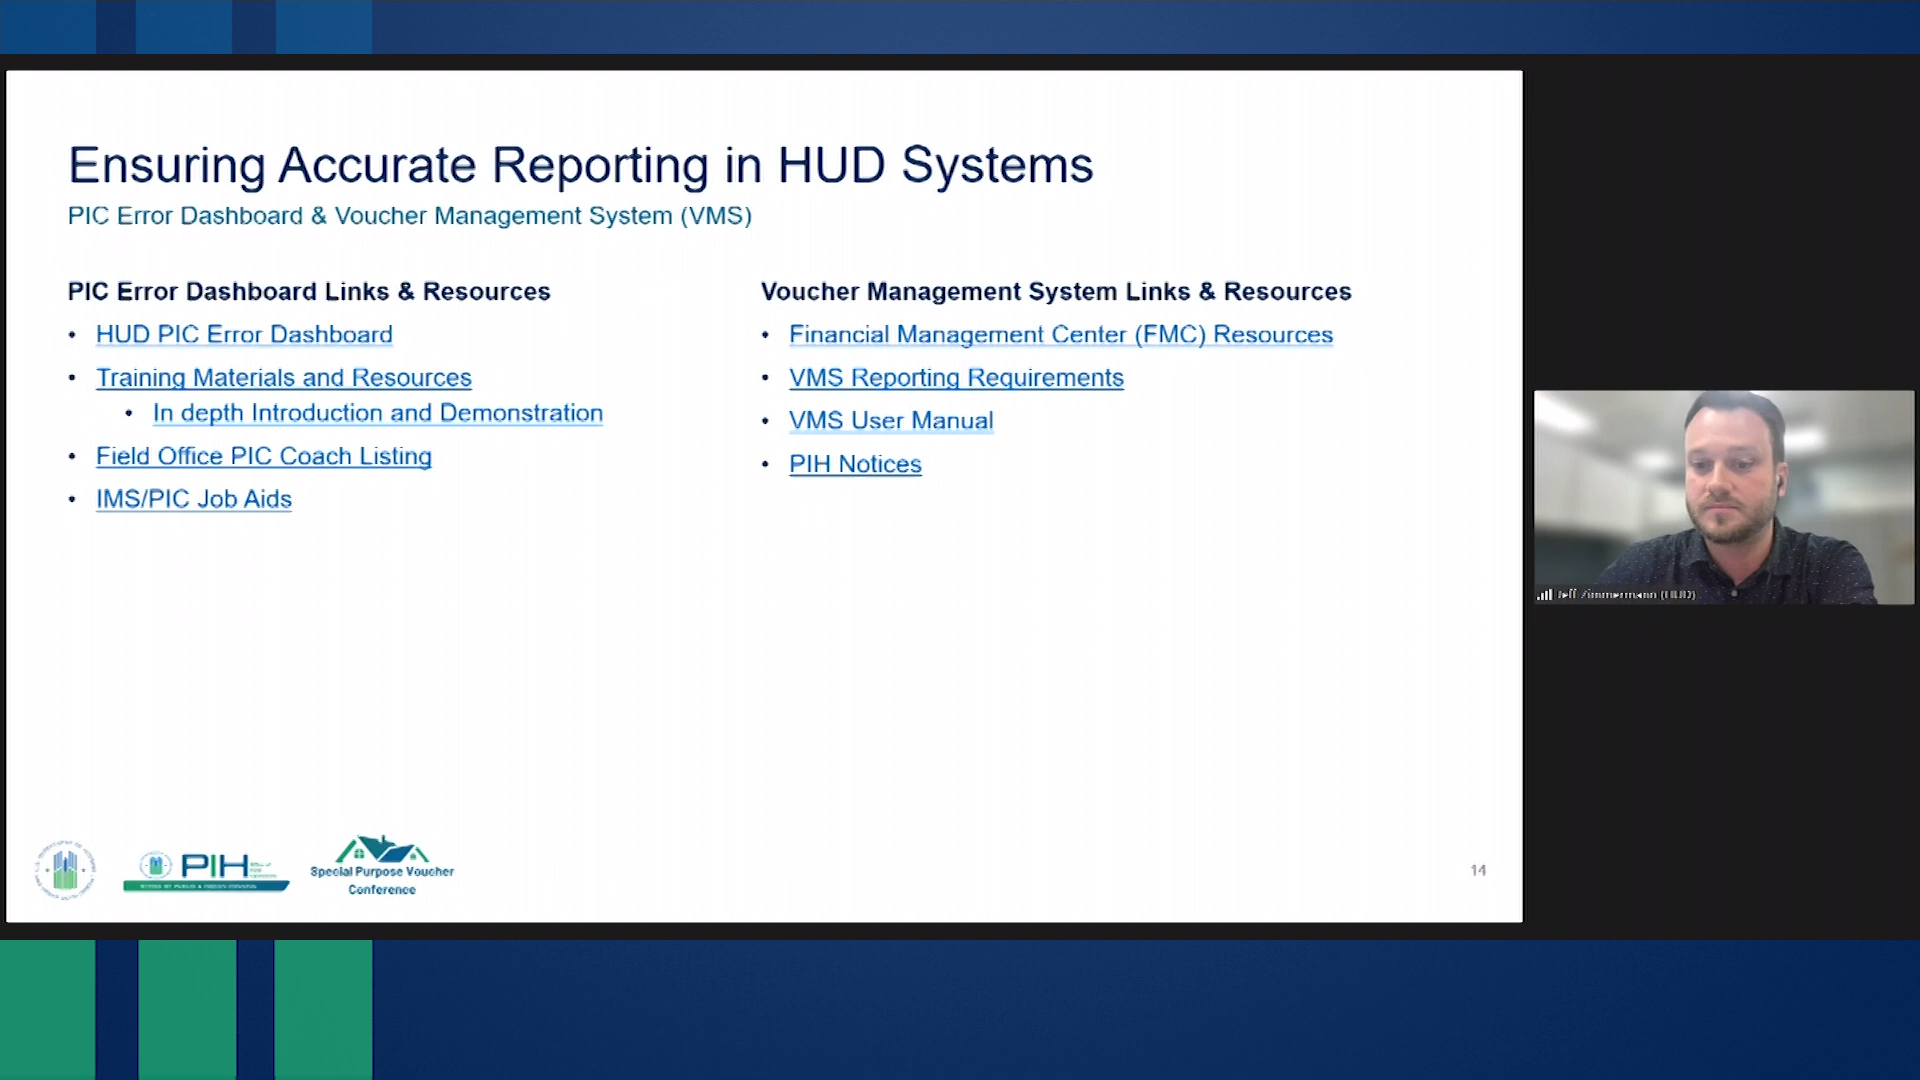 Ensuring Accurate Reporting in HUD Systems
PIC Error Dashboard & Voucher Management System (VMS)
PIC Error Dashboard Links & Resources
• HUD PIC Error Dashboard
• Training Materials and Resources
• In depth Introduction and Demonstration
• Field Office PIC Coach Listing
• IMS/PIC Job Aids
Voucher Management System Links & Resources
• Financial Management Center (FMC) Resources
• VMS Reporting Requirements
• VMS User Manual
• PIH Notices
Jeff Zimmermann (HUD)
PIH
Special Purpose Voucher
Conference
14